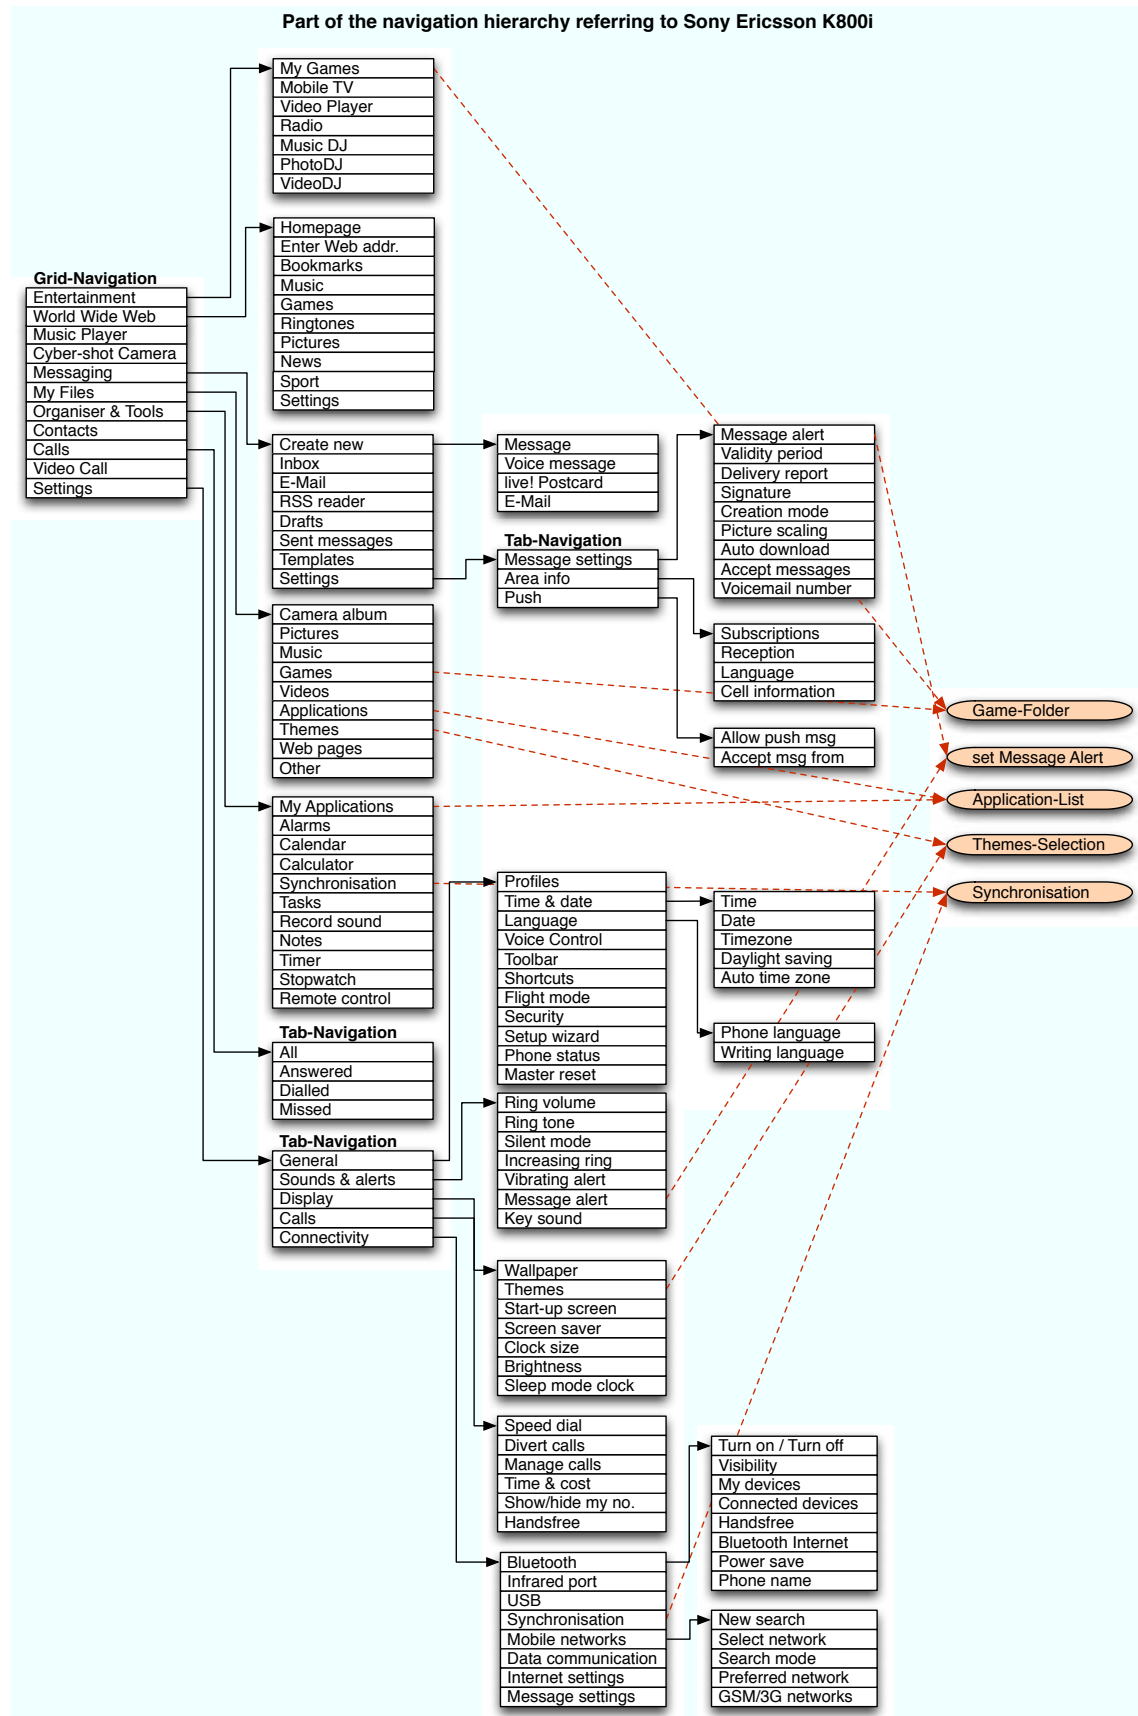 Part of the navigation hierarchy referring to Sony Ericsson K800i
Grid-Navigation
Entertainment
World Wide Web
Music Player
Cyber-shot Camera
Messaging
My Files
Organiser & Tools
Contacts
Calls
Video Call
Settings
My Games
Mobile TV
Video Player
Radio
Music DJ
PhotoDJ
VideoDJ
Homepage
Enter Web addr.
Bookmarks
Music
Games
Ringtones
Pictures
News
Sport
Settings
Create new
Inbox
E-Mail
RSS reader
Drafts
Sent messages
Templates
Settings
Camera album
Pictures
Music
Games
Videos
Applications
Themes
Web pages
Other
My Applications
Alarms
Calendar
Calculator
Synchronisation
Tasks
Record sound
Notes
Timer
Stopwatch
Remote control
Tab-Navigation
All
Answered
Dialled
Missed
Tab-Navigation
General
Sounds & alerts
Display
Calls
Connectivity
Message
Voice message
live! Postcard
E-Mail
Tab-Navigation
Message settings
Area info
Push
Profiles
Time & date
Language
Voice Control
Toolbar
Shortcuts
Flight mode
Security
Setup wizard
Phone status
Master reset
Ring volume
Ring tone
Silent mode
Increasing ring
Vibrating alert
Message alert
Key sound
Wallpaper
Themes
Start-up screen
Screen saver
Clock size
Brightness
Sleep mode clock
Speed dial
Divert calls
Manage calls
Time & cost
Show/hide my no.
Handsfree
Bluetooth
Infrared port
USB
Synchronisation
Mobile networks
Data communication
Internet settings
Message settings
Message alert
Validity period
Delivery report
Signature
Creation mode
Picture scaling
Auto download
Accept messages
Voicemail number
Subscriptions
Reception
Language
Cell information
Allow push msg
Accept msg from
Time
Date
Timezone
Daylight saving
Auto time zone
Phone language
Writing language
Turn on / Turn off
Visibility
My devices
Connected devices
Handsfree
Bluetooth Internet
Power save
Phone name
New search
Select network
Search mode
Preferred network
GSM/3G networks
Game-Folder
set Message Alert
Application-List
Themes-Selection
Synchronisation